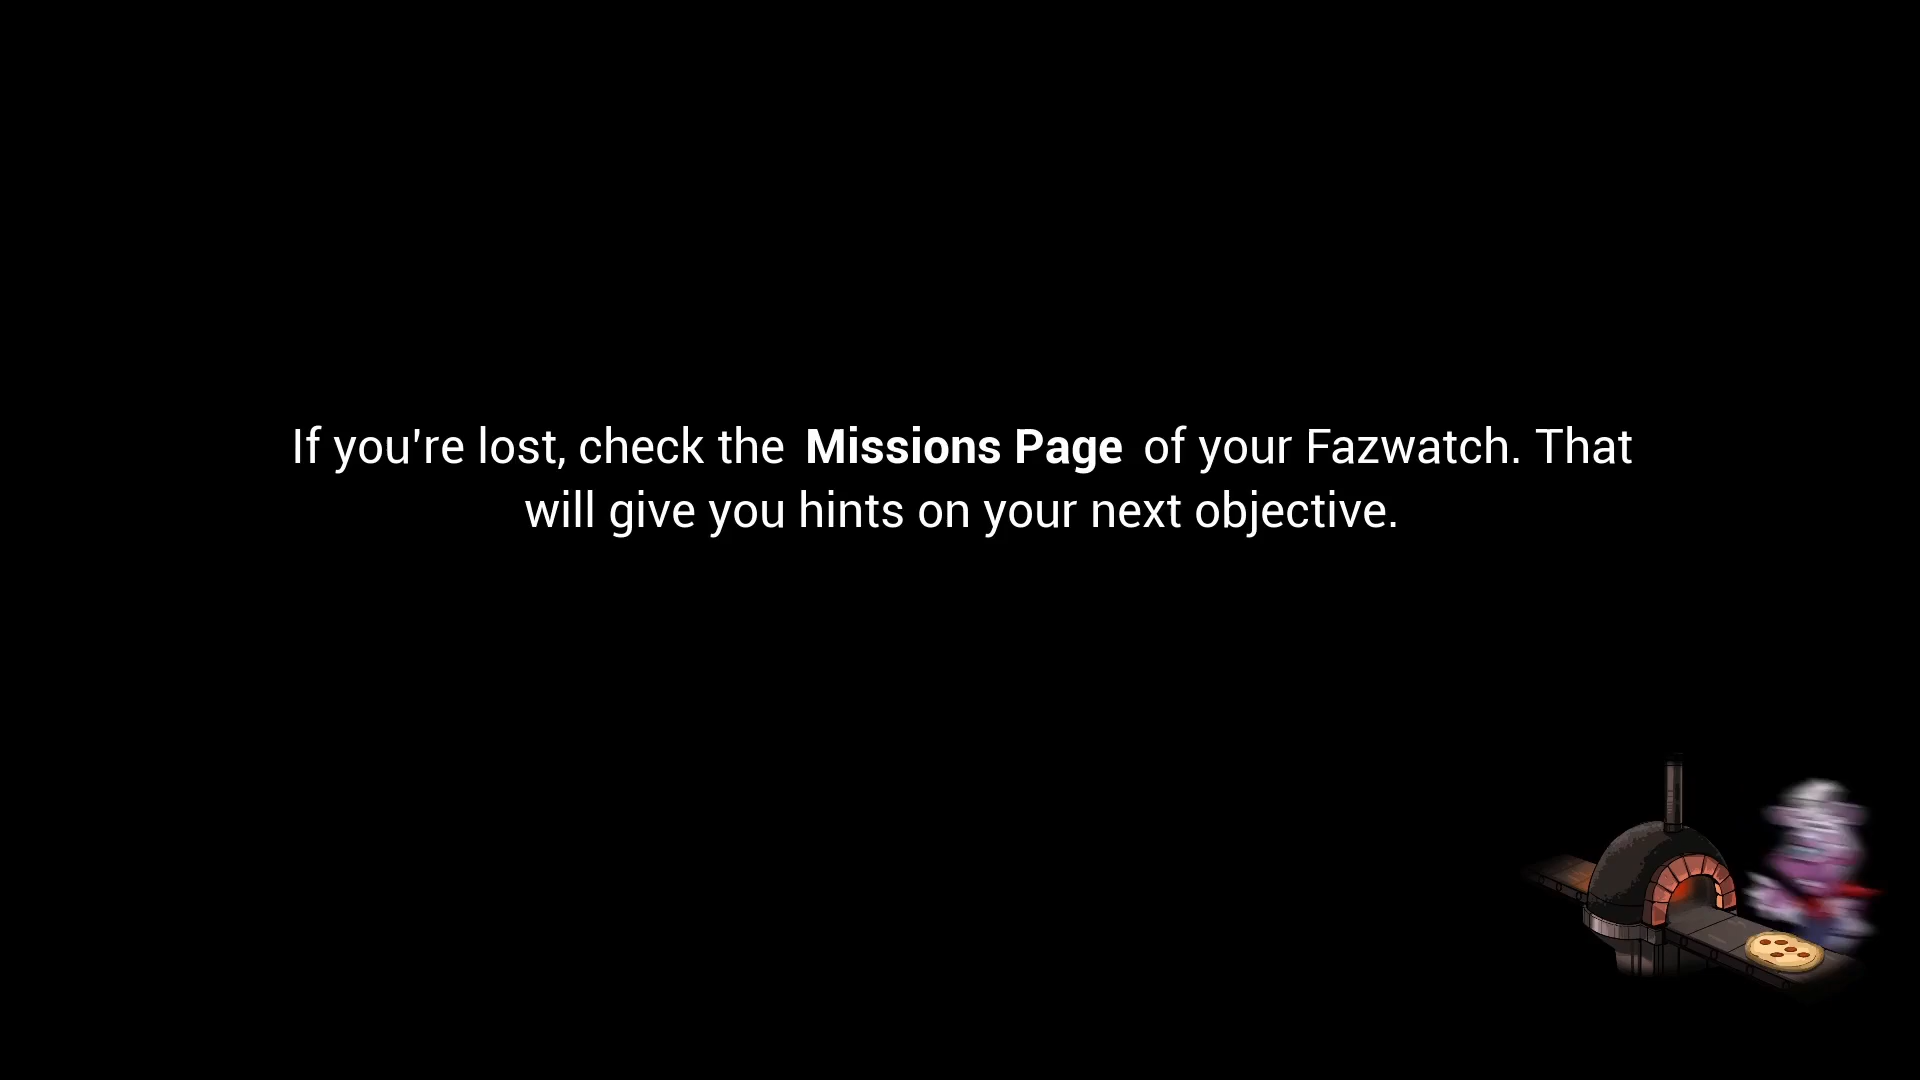 If you're lost, check the Missions Page of your Fazwatch. That
will give you hints on your next objective.